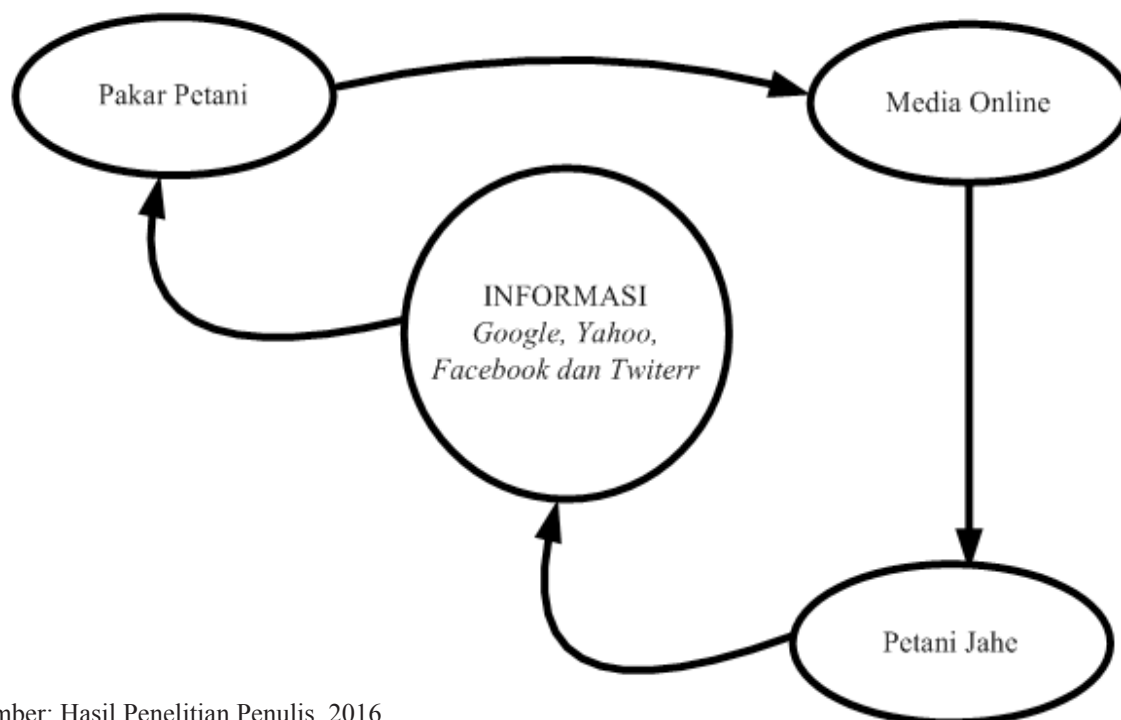 Pakar Petani
Media Online
INFORMASI
Google, Yahoo,
Facebook dan Twiterr
Petani Jahe
mber: Hasil Penelitian Penulis, 2016